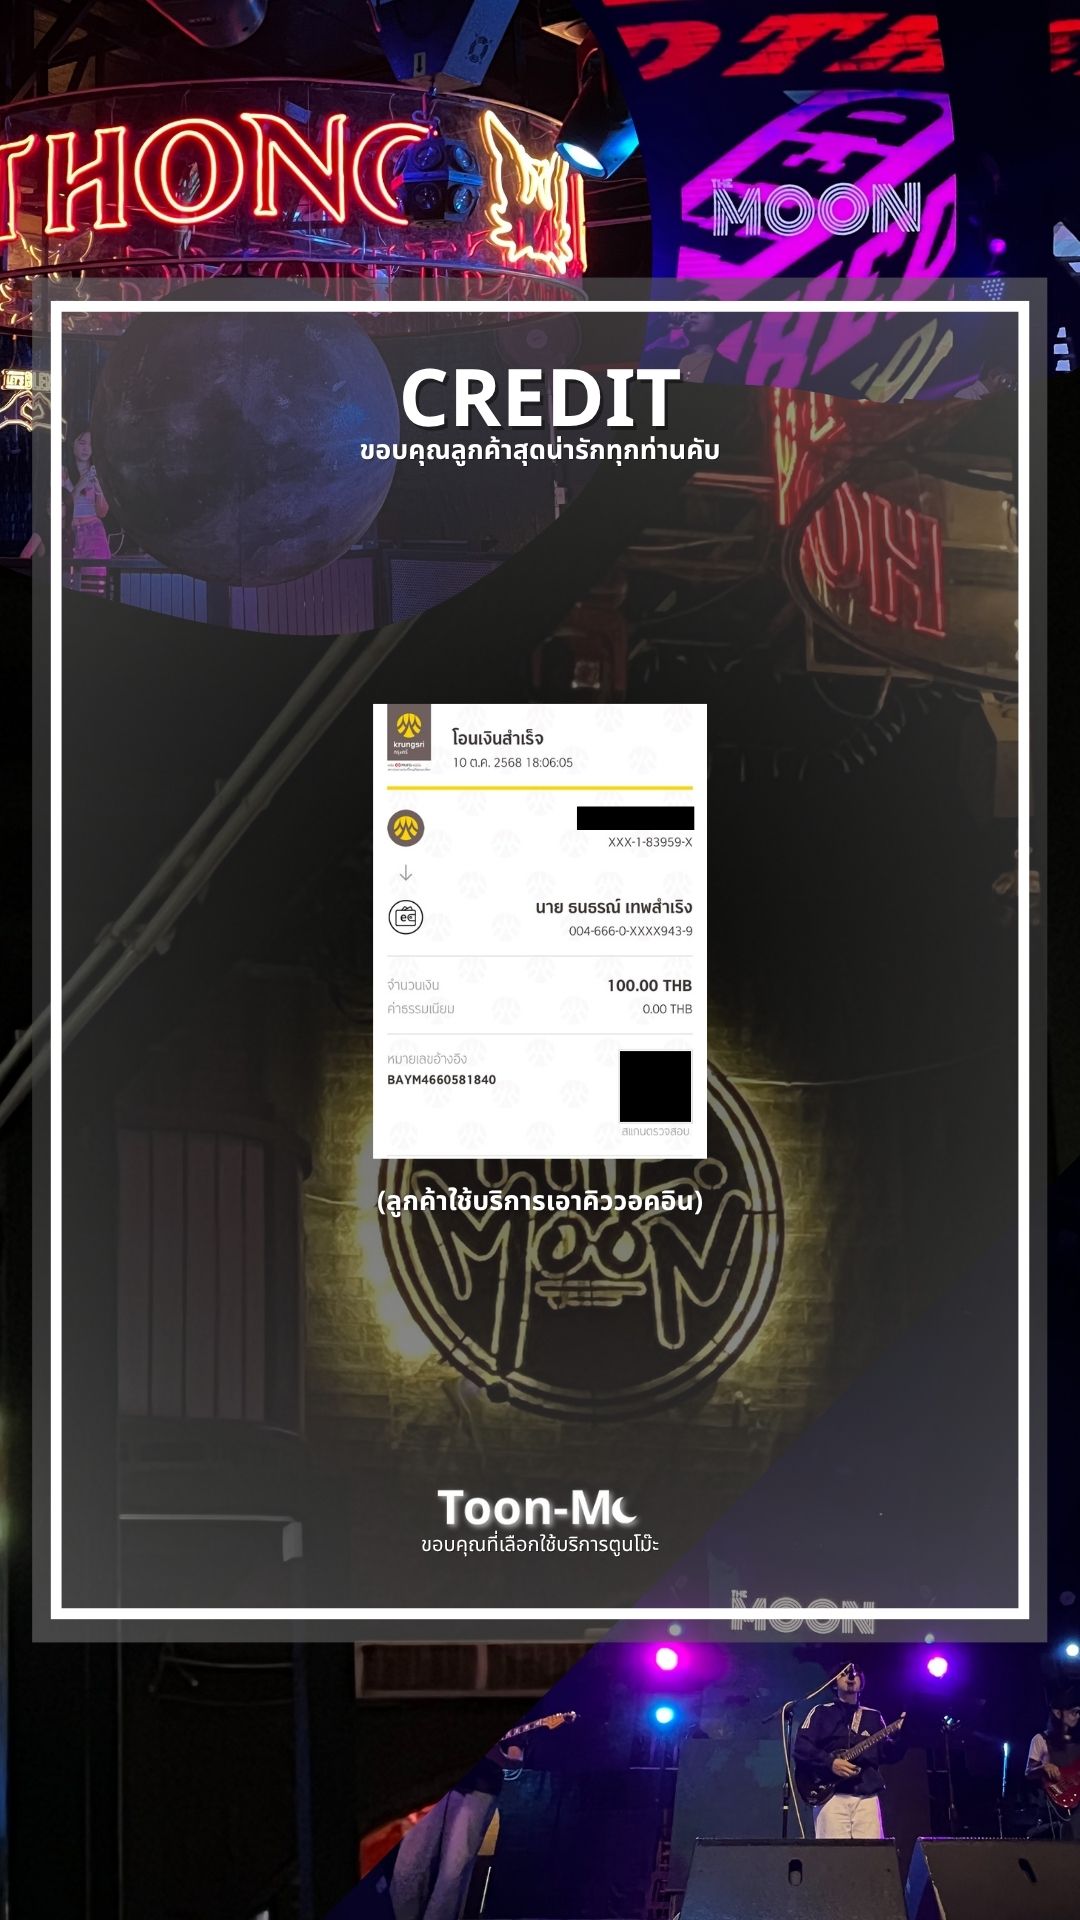 THONG
THE
MOON
CREDIT
ขอบคุณลูกค้าสุดน่ารักทุกท่านคับ
krungsri
กรุงศรี
โอนเงินสำเร็จ
10 ต.ค. 2568 18:06:05
XXX-1-83959-X
นาย ธนธรณ์ เทพสำเริง
004-666-0-XXXX943-9
จำนวนเงิน 100.00 THB
ค่าธรรมเนียม 0.00 THB
หมายเลขอ้างอิง
BAYM4660581840
สแกนตรวจสอบ
(ลูกค้าใช้บริการเอาคิววอคอิน)
MOON
Toon-Mo
ขอบคุณที่เลือกใช้บริการตูนโม๊ะ
THE
MOON